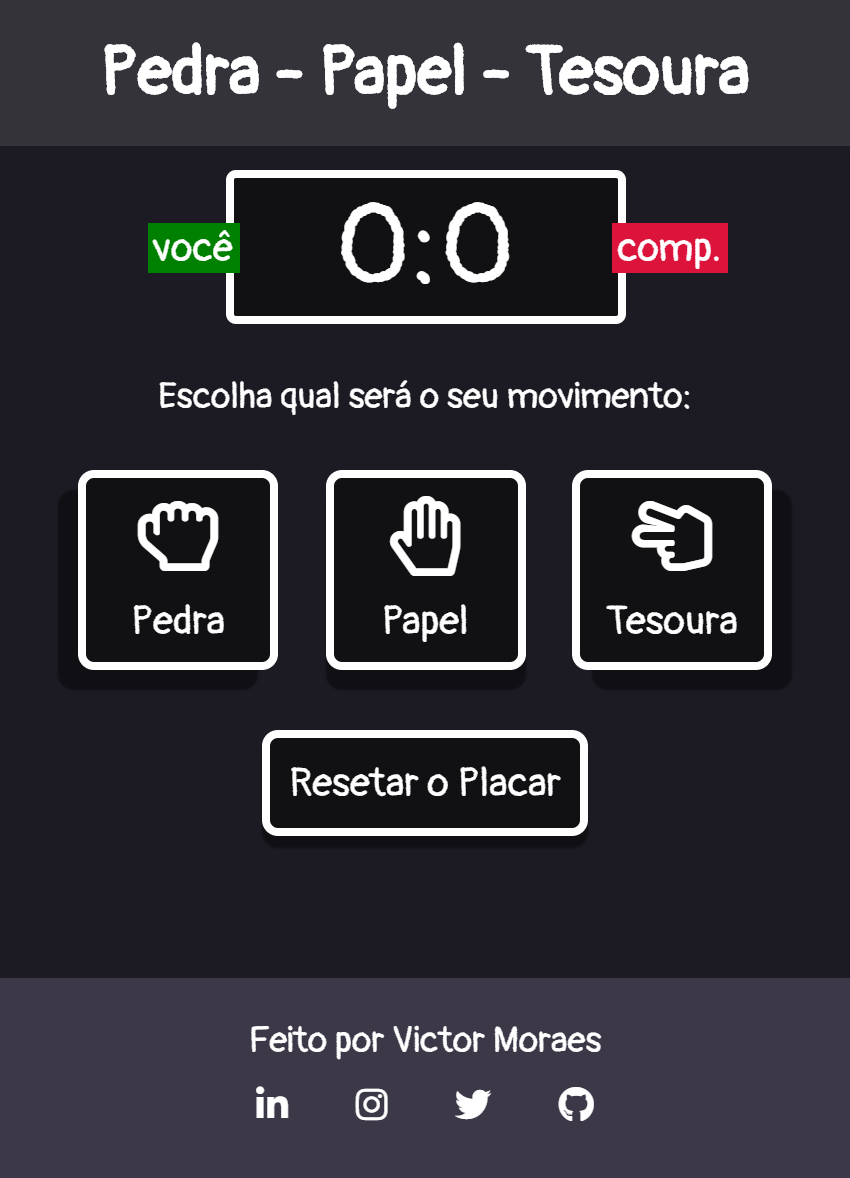 Pedra - Papel - Tesoura
você 0:0 comp.
Escolha qual será o seu movimento:
Pedra Papel Tesoura
Resetar o Placar
Feito por Victor Moraes
in